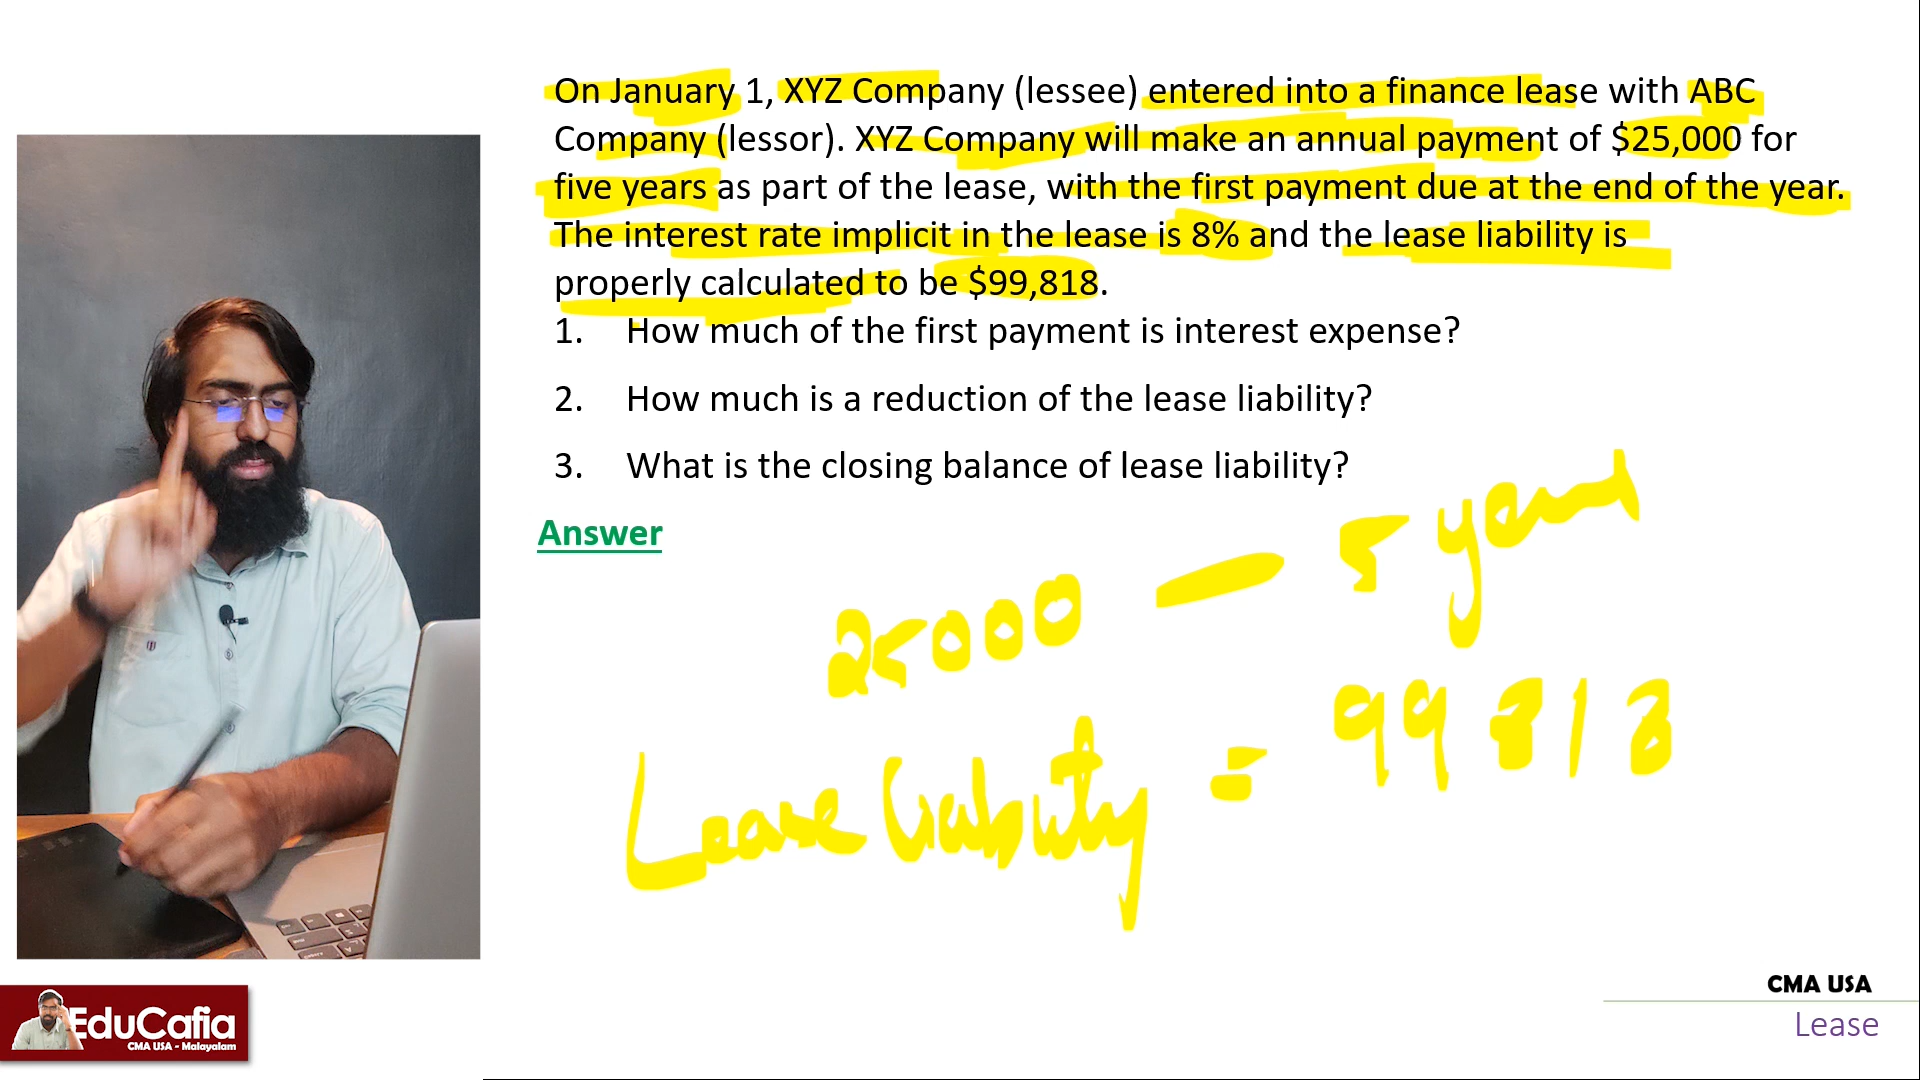 On January 1, XYZ Company (lessee) entered into a finance lease with ABC
Company (lessor). XYZ Company will make an annual payment of $25,000 for
five years as part of the lease, with the first payment due at the end of the year.
The interest rate implicit in the lease is 8% and the lease liability is
properly calculated to be $99,818.
1. How much of the first payment is interest expense?
2. How much is a reduction of the lease liability?
3. What is the closing balance of lease liability?
Answer
25000 — 5 years
Lease liability = 99818
EduCafia
CMA USA - Malayalam
CMA USA
Lease